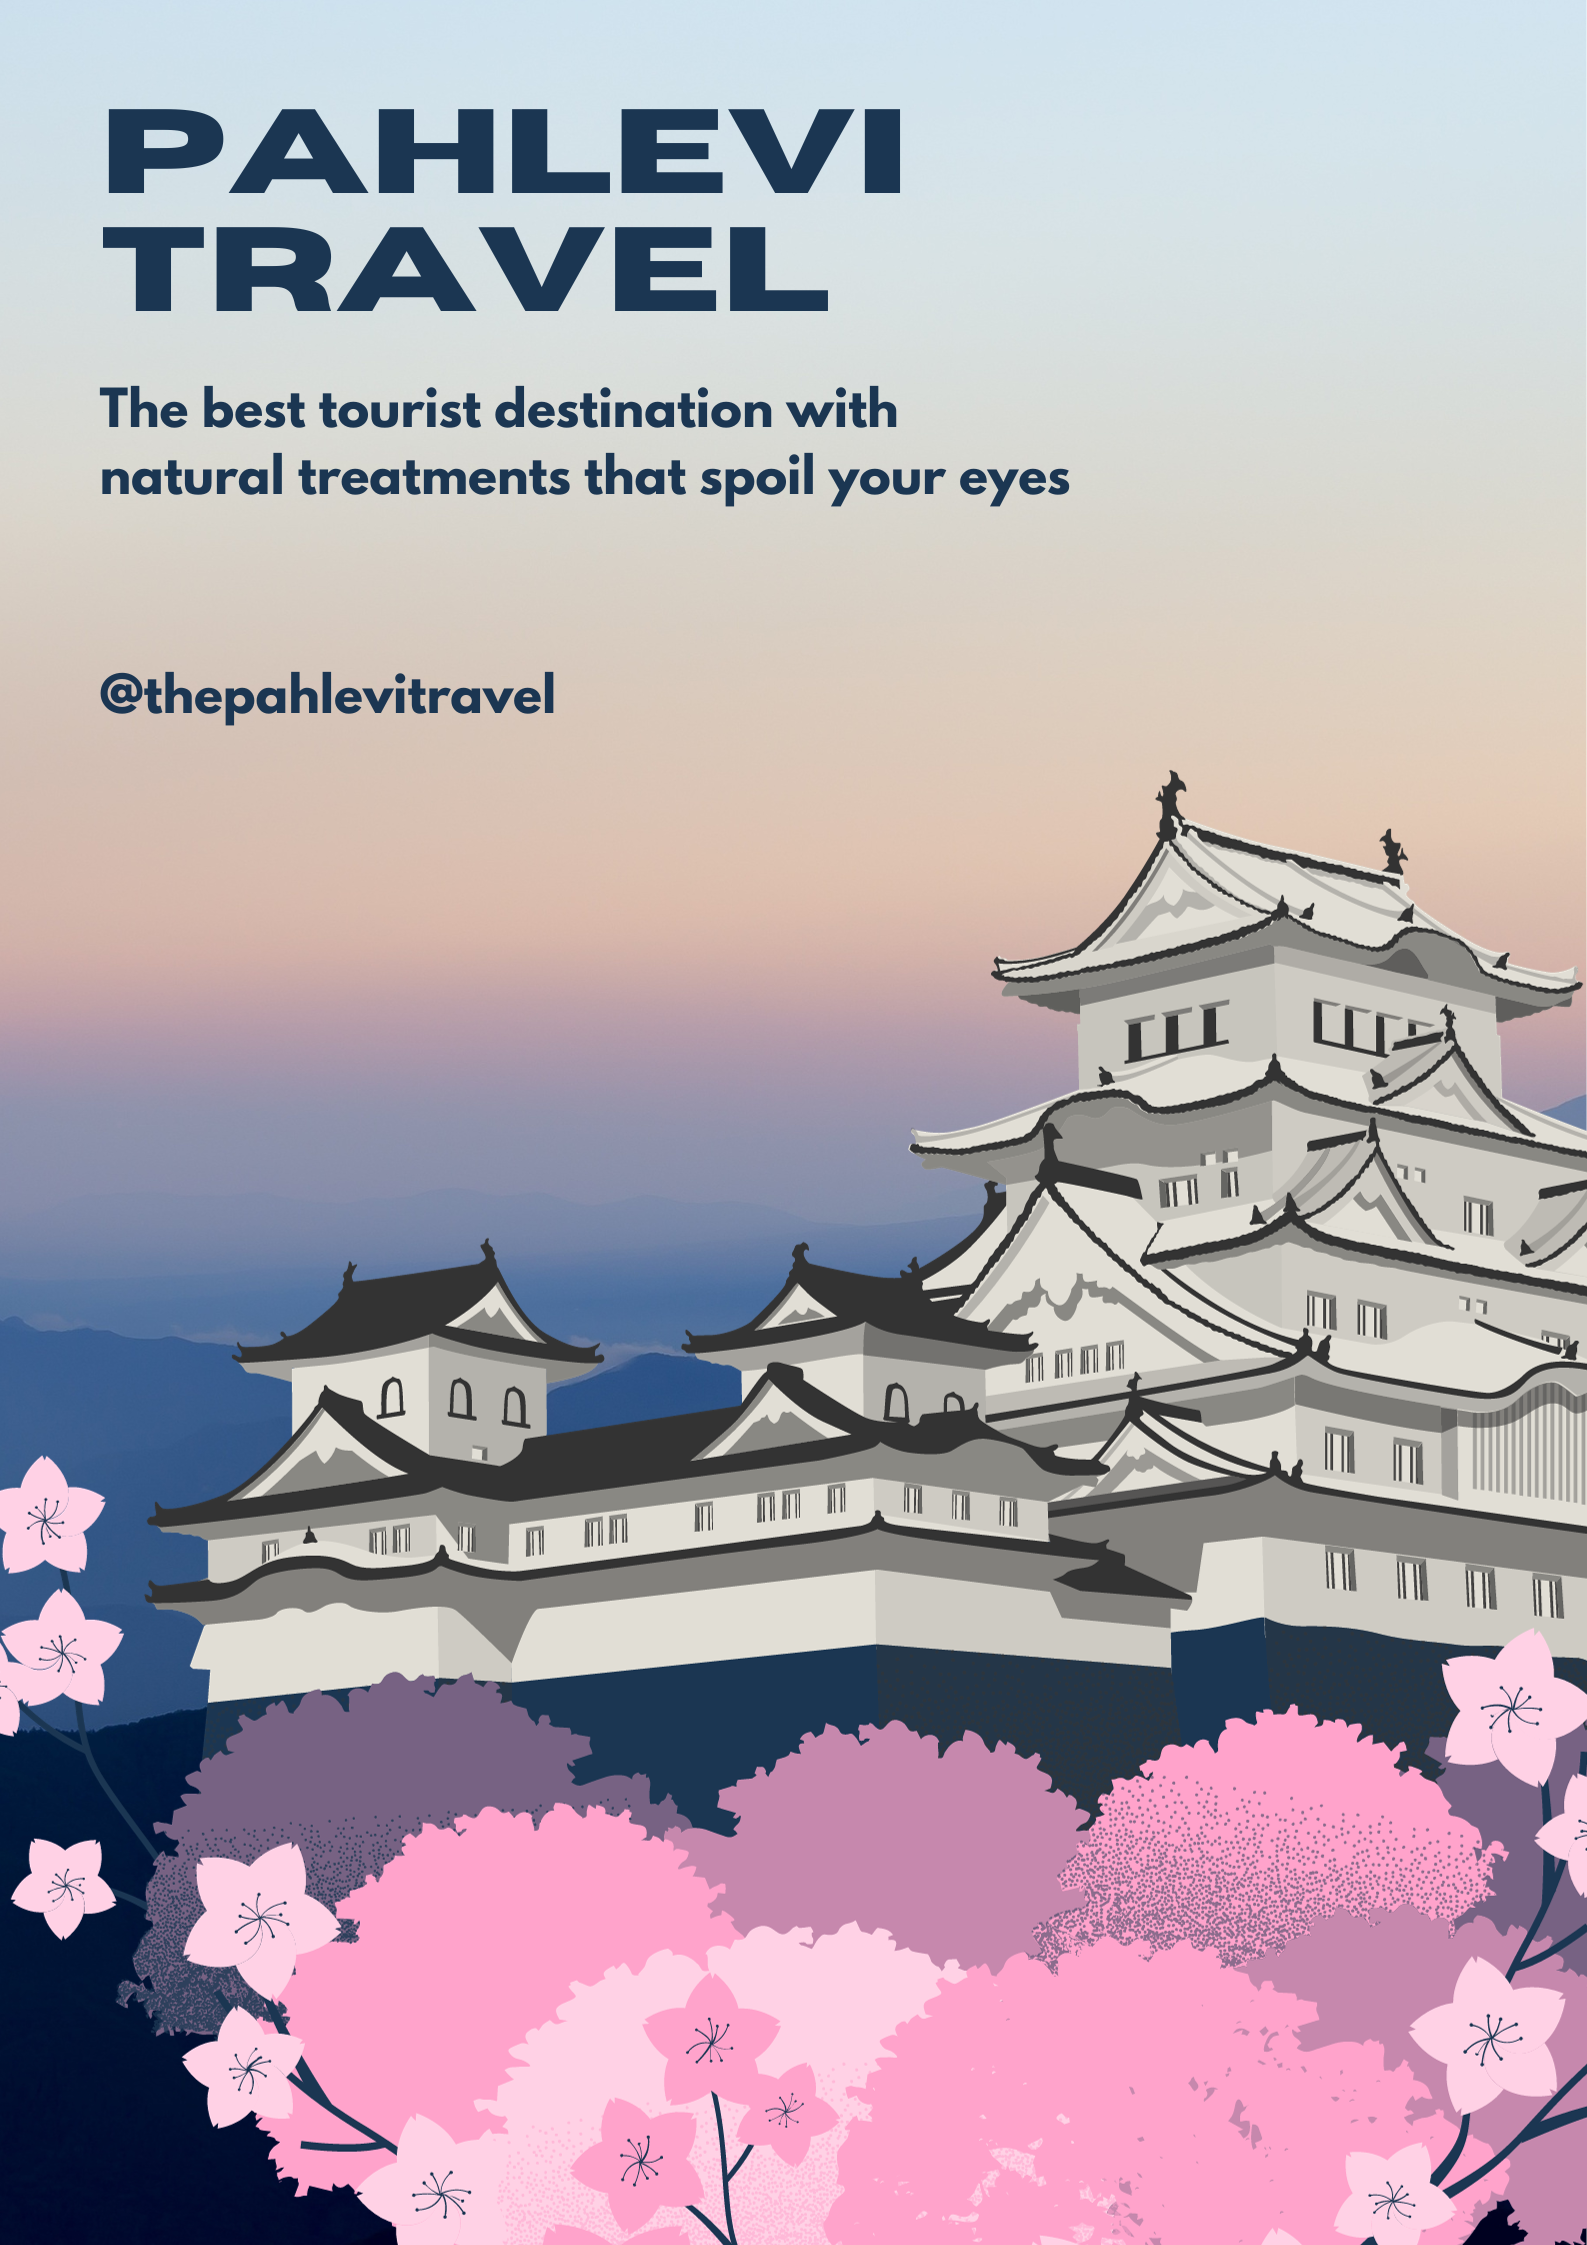 PAHLEVI
TRAVEL
The best tourist destination with
natural treatments that spoil your eyes
@thepahlevitravel